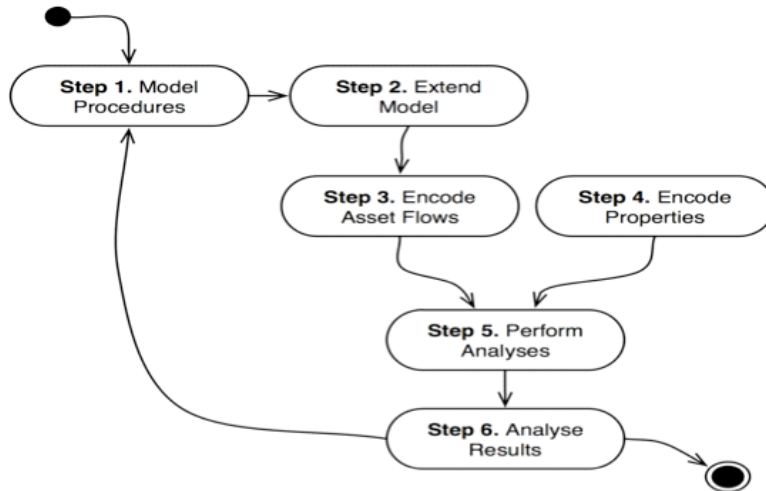 Step 1. Model
Procedures
Step 2. Extend
Model
Step 3. Encode
Asset Flows
Step 4. Encode
Properties
Step 5. Perform
Analyses
Step 6. Analyse
Results